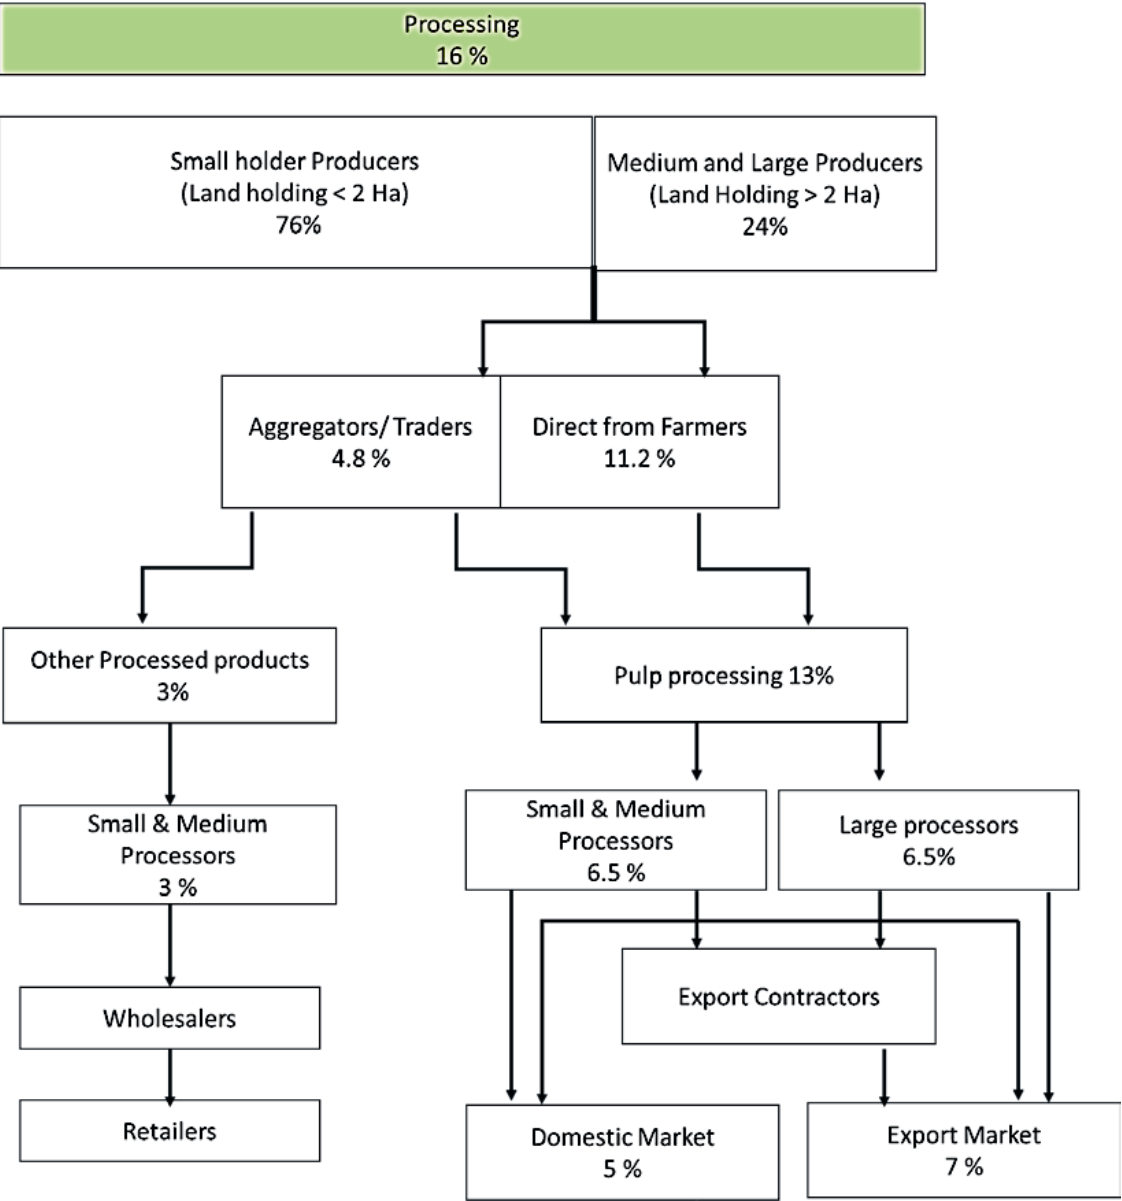 Processing
16 %
Small holder Producers
(Land holding < 2 Ha)
76%
Medium and Large Producers
(Land Holding > 2 Ha)
24%
Aggregators/ Traders
4.8 %
Direct from Farmers
11.2 %
Other Processed products
3%
Pulp processing 13%
Small & Medium
Processors
3 %
Small & Medium
Processors
6.5 %
Large processors
6.5%
Export Contractors
Wholesalers
Retailers
Domestic Market
5 %
Export Market
7 %